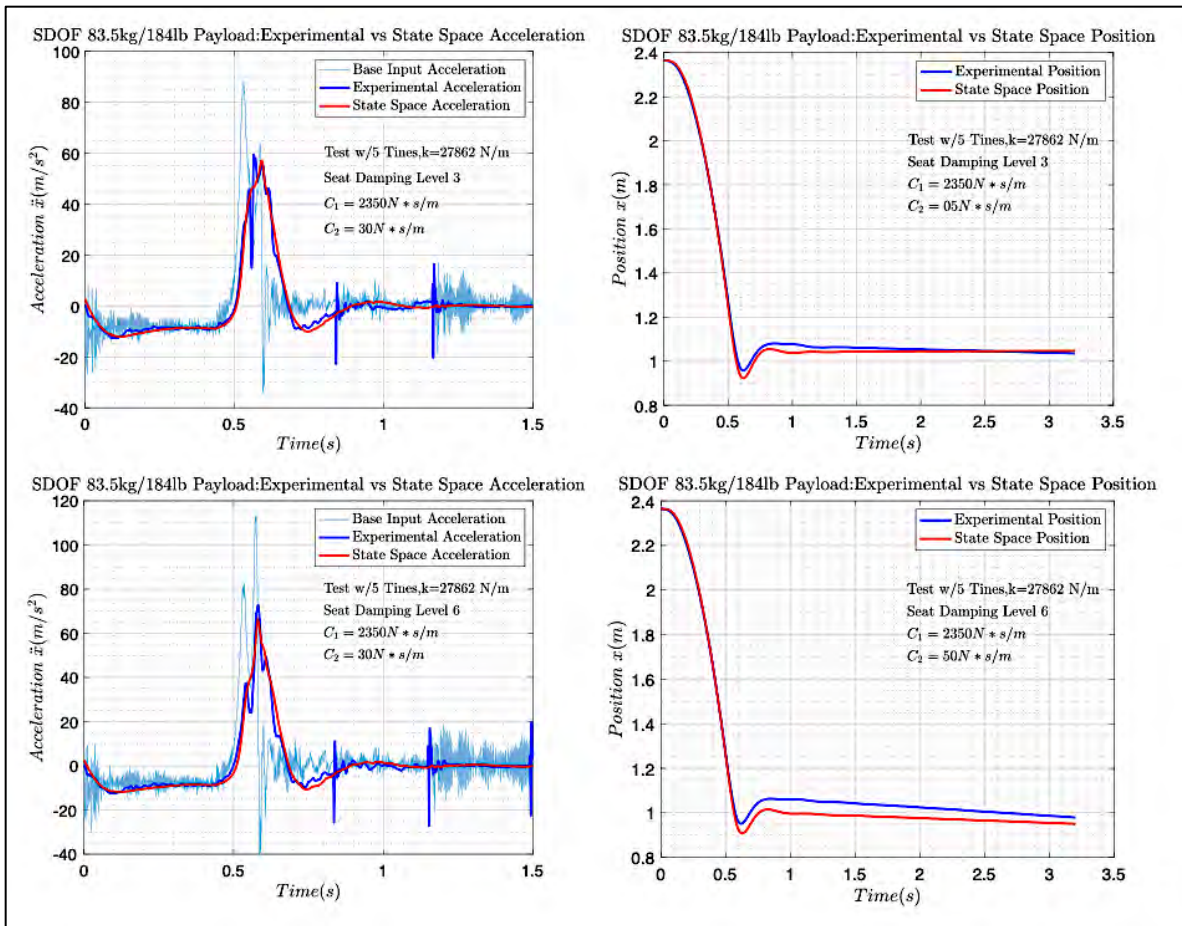 SDOF 83.5kg/184lb Payload:Experimental vs State Space Acceleration
100
80
60
40
20
0
-20
-40
Acceleration ẍ(m/s²)
Base Input Acceleration
Experimental Acceleration
State Space Acceleration
Test w/5 Tines,k=27862 N/m
Seat Damping Level 3
C₁ = 2350N * s/m
C₂ = 30N * s/m
0 0.5 1 1.5
Time(s)
SDOF 83.5kg/184lb Payload:Experimental vs State Space Position
2.4
2.2
2
1.8
1.6
1.4
1.2
1
0.8
Position x(m)
Experimental Position
State Space Position
Test w/5 Tines,k=27862 N/m
Seat Damping Level 3
C₁ = 2350N * s/m
C₂ = 05N * s/m
0 0.5 1 1.5 2 2.5 3 3.5
Time(s)
SDOF 83.5kg/184lb Payload:Experimental vs State Space Acceleration
120
100
80
60
40
20
0
-20
-40
Acceleration ẍ(m/s²)
Base Input Acceleration
Experimental Acceleration
State Space Acceleration
Test w/5 Tines,k=27862 N/m
Seat Damping Level 6
C₁ = 2350N * s/m
C₂ = 30N * s/m
0 0.5 1 1.5
Time(s)
SDOF 83.5kg/184lb Payload:Experimental vs State Space Position
2.4
2.2
2
1.8
1.6
1.4
1.2
1
0.8
Position x(m)
Experimental Position
State Space Position
Test w/5 Tines,k=27862 N/m
Seat Damping Level 6
C₁ = 2350N * s/m
C₂ = 50N * s/m
0 0.5 1 1.5 2 2.5 3 3.5
Time(s)